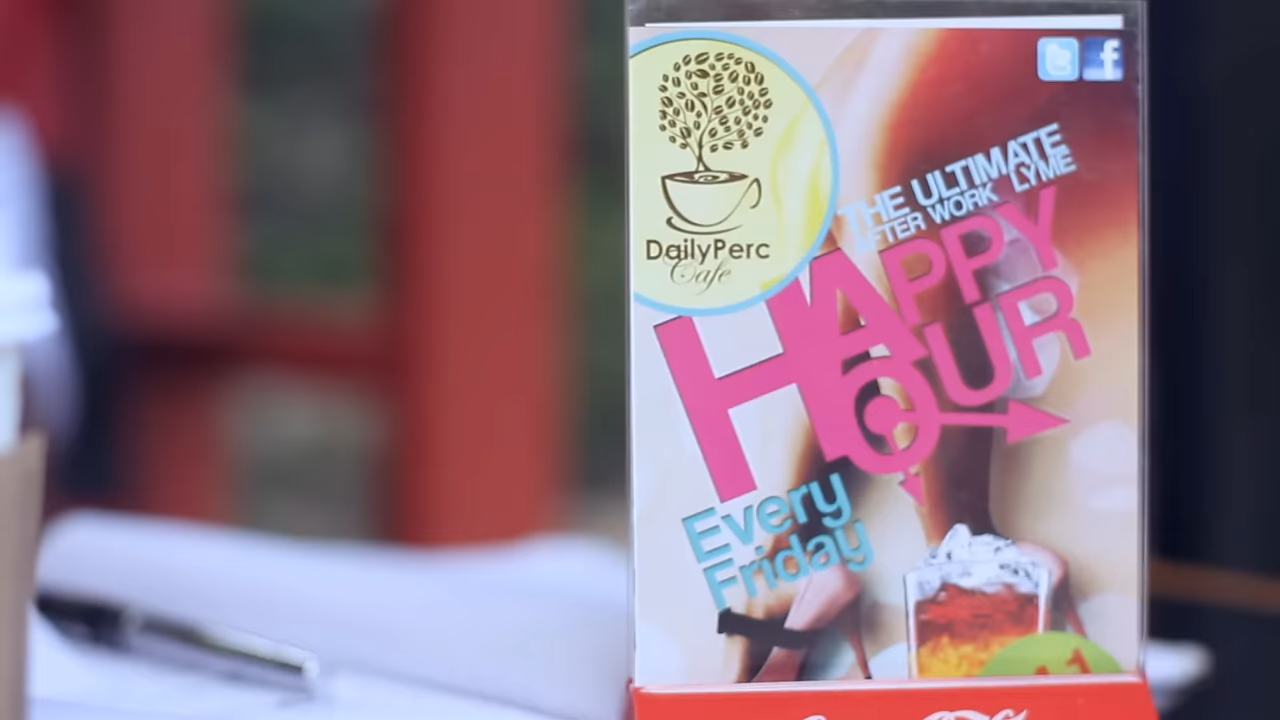 DailyPerc
Cafe
THE ULTIMATE
AFTER WORK LYME
HAPPY
HOUR
Every
Friday